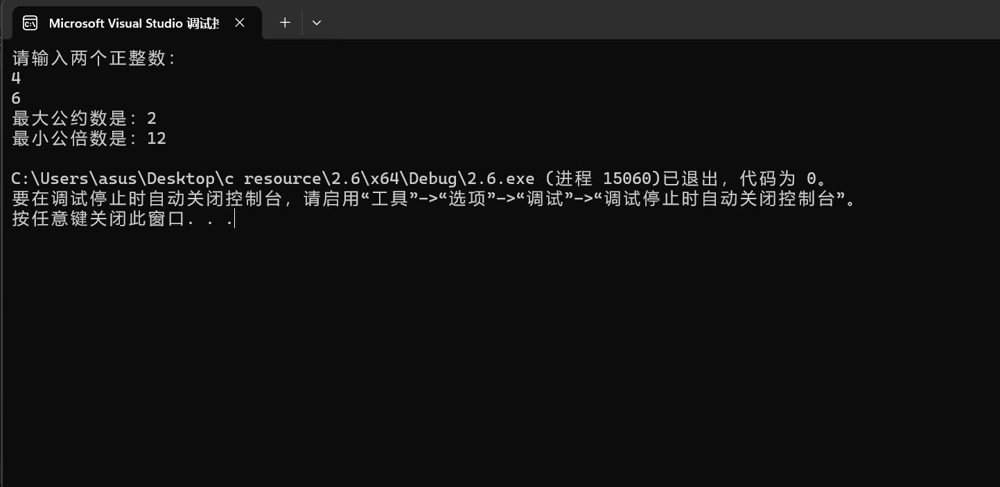 Microsoft Visual Studio 调试
请输入两个正整数：
4
6
最大公约数是：2
最小公倍数是：12
C:\Users\asus\Desktop\c resource\2.6\x64\Debug\2.6.exe (进程 15060)已退出，代码为 0。
要在调试停止时自动关闭控制台，请启用“工具”->“选项”->“调试”->“调试停止时自动关闭控制台”。
按任意键关闭此窗口. . .